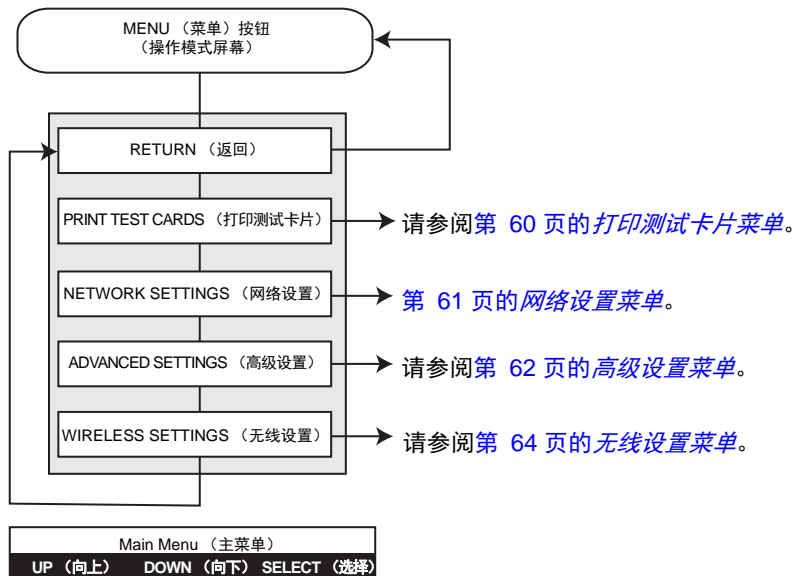 MENU （菜单）按钮
（操作模式屏幕）
RETURN （返回）
PRINT TEST CARDS （打印测试卡片）
请参阅第 60 页的打印测试卡片菜单。
NETWORK SETTINGS （网络设置）
第 61 页的网络设置菜单。
ADVANCED SETTINGS （高级设置）
请参阅第 62 页的高级设置菜单。
WIRELESS SETTINGS （无线设置）
请参阅第 64 页的无线设置菜单。
Main Menu （主菜单）
UP （向上） DOWN （向下） SELECT （选择）